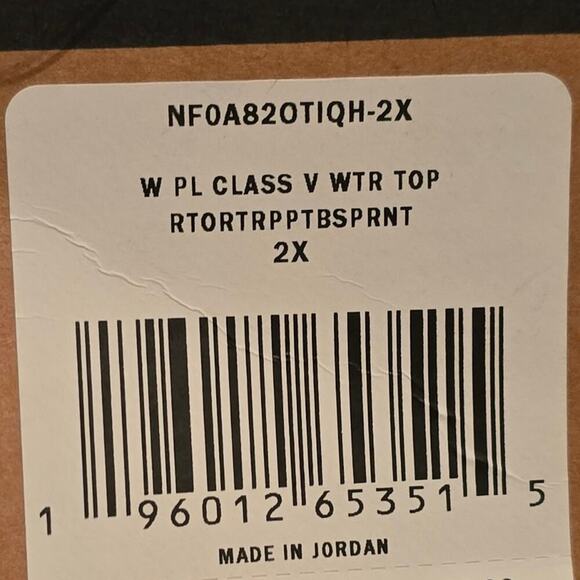 NF0A82OTIQH-2X
W PL CLASS V WTR TOP
RTORTRPPTBSPRNT
2X
1 96012 65351 5
MADE IN JORDAN